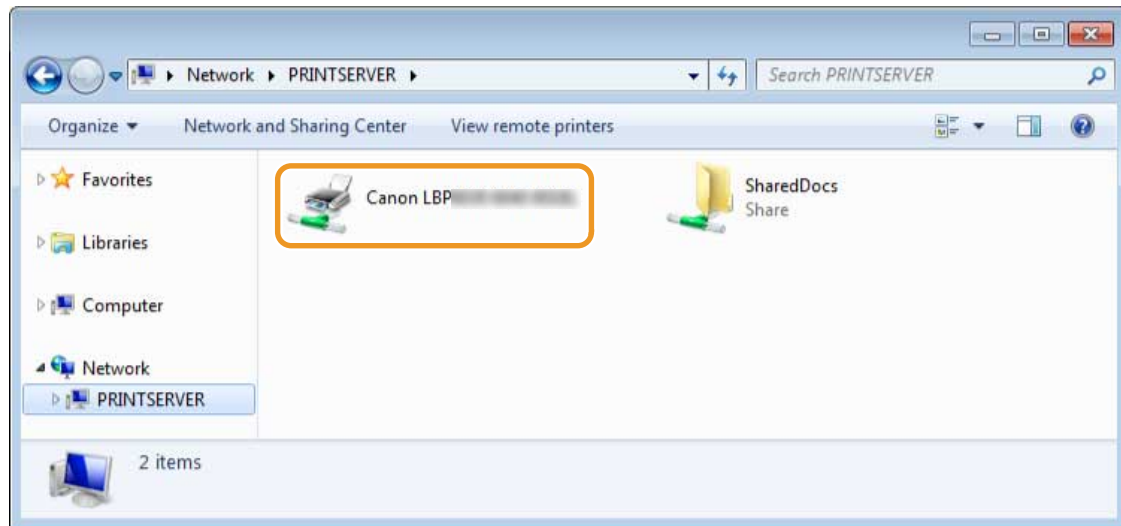 Network ▸ PRINTSERVER ▸
Search PRINTSERVER
Organize Network and Sharing Center View remote printers
Favorites
Libraries
Computer
Network
PRINTSERVER
Canon LBP
SharedDocs
Share
2 items